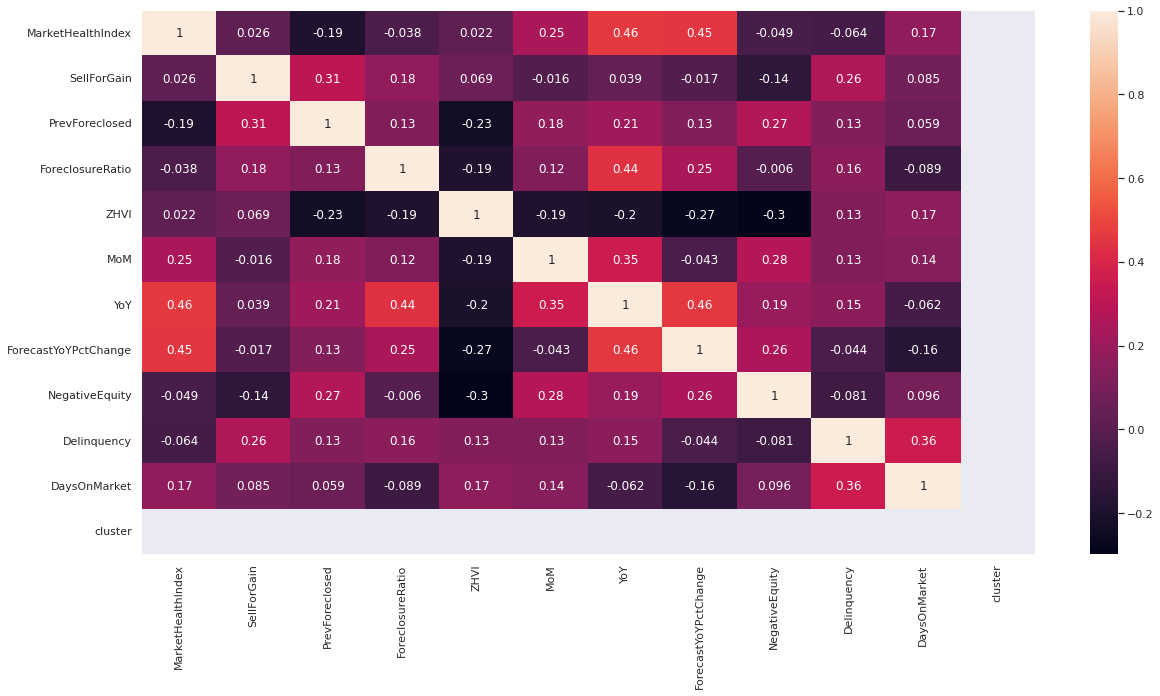 MarketHealthIndex 1 0.026 -0.19 -0.038 0.022 0.25 0.46 0.45 -0.049 -0.064 0.17
SellForGain 0.026 1 0.31 0.18 0.069 -0.016 0.039 -0.017 -0.14 0.26 0.085
PrevForeclosed -0.19 0.31 1 0.13 -0.23 0.18 0.21 0.13 0.27 0.13 0.059
ForeclosureRatio -0.038 0.18 0.13 1 -0.19 0.12 0.44 0.25 -0.006 0.16 -0.089
ZHVI 0.022 0.069 -0.23 -0.19 1 -0.19 -0.2 -0.27 -0.3 0.13 0.17
MoM 0.25 -0.016 0.18 0.12 -0.19 1 0.35 -0.043 0.28 0.13 0.14
YoY 0.46 0.039 0.21 0.44 -0.2 0.35 1 0.46 0.19 0.15 -0.062
ForecastYoYPctChange 0.45 -0.017 0.13 0.25 -0.27 -0.043 0.46 1 0.26 -0.044 -0.16
NegativeEquity -0.049 -0.14 0.27 -0.006 -0.3 0.28 0.19 0.26 1 -0.081 0.096
Delinquency -0.064 0.26 0.13 0.16 0.13 0.13 0.15 -0.044 -0.081 1 0.36
DaysOnMarket 0.17 0.085 0.059 -0.089 0.17 0.14 -0.062 -0.16 0.096 0.36 1
cluster
MarketHealthIndex
SellForGain
PrevForeclosed
ForeclosureRatio
ZHVI
MoM
YoY
ForecastYoYPctChange
NegativeEquity
Delinquency
DaysOnMarket
cluster
1.0
0.8
0.6
0.4
0.2
0.0
−0.2